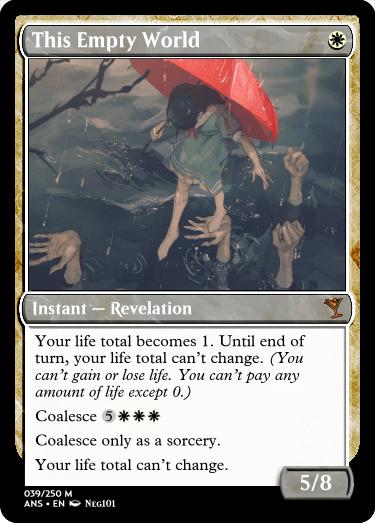 This Empty World
Instant — Revelation
Your life total becomes 1. Until end of
turn, your life total can't change. (You
can't gain or lose life. You can't pay any
amount of life except 0.)
Coalesce 5
Coalesce only as a sorcery.
Your life total can't change.
5/8
039/250 M
ANS • EN NEG101